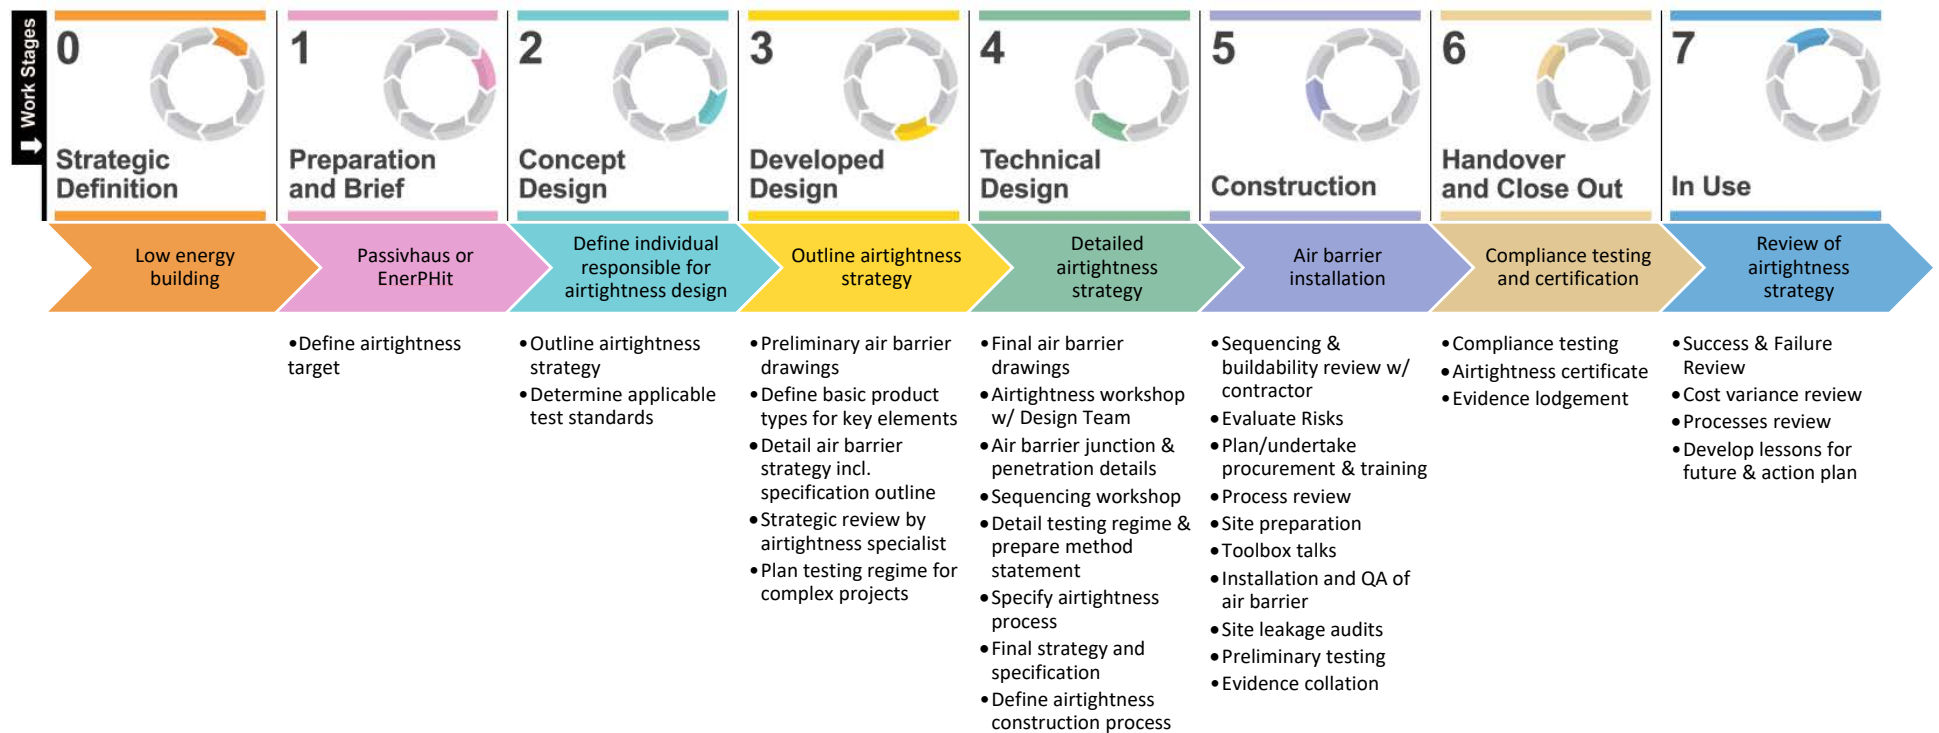 Work Stages
0
Strategic
Definition
1
Preparation
and Brief
2
Concept
Design
3
Developed
Design
4
Technical
Design
5
Construction
6
Handover
and Close Out
7
In Use
Low energy
building
Passivhaus or
EnerPHit
Define individual
responsible for
airtightness design
Outline airtightness
strategy
Detailed
airtightness
strategy
Air barrier
installation
Compliance testing
and certification
Review of
airtightness
strategy
•Define airtightness
target
•Outline airtightness
strategy
•Determine applicable
test standards
•Preliminary air barrier
drawings
•Define basic product
types for key elements
•Detail air barrier
strategy incl.
specification outline
•Strategic review by
airtightness specialist
•Plan testing regime for
complex projects
•Final air barrier
drawings
•Airtightness workshop
w/ Design Team
•Air barrier junction &
penetration details
•Sequencing workshop
•Detail testing regime &
prepare method
statement
•Specify airtightness
process
•Final strategy and
specification
•Define airtightness
construction process
•Sequencing &
buildability review w/
contractor
•Evaluate Risks
•Plan/undertake
procurement & training
•Process review
•Site preparation
•Toolbox talks
•Installation and QA of
air barrier
•Site leakage audits
•Preliminary testing
•Evidence collation
•Compliance testing
•Airtightness certificate
•Evidence lodgement
•Success & Failure
Review
•Cost variance review
•Processes review
•Develop lessons for
future & action plan